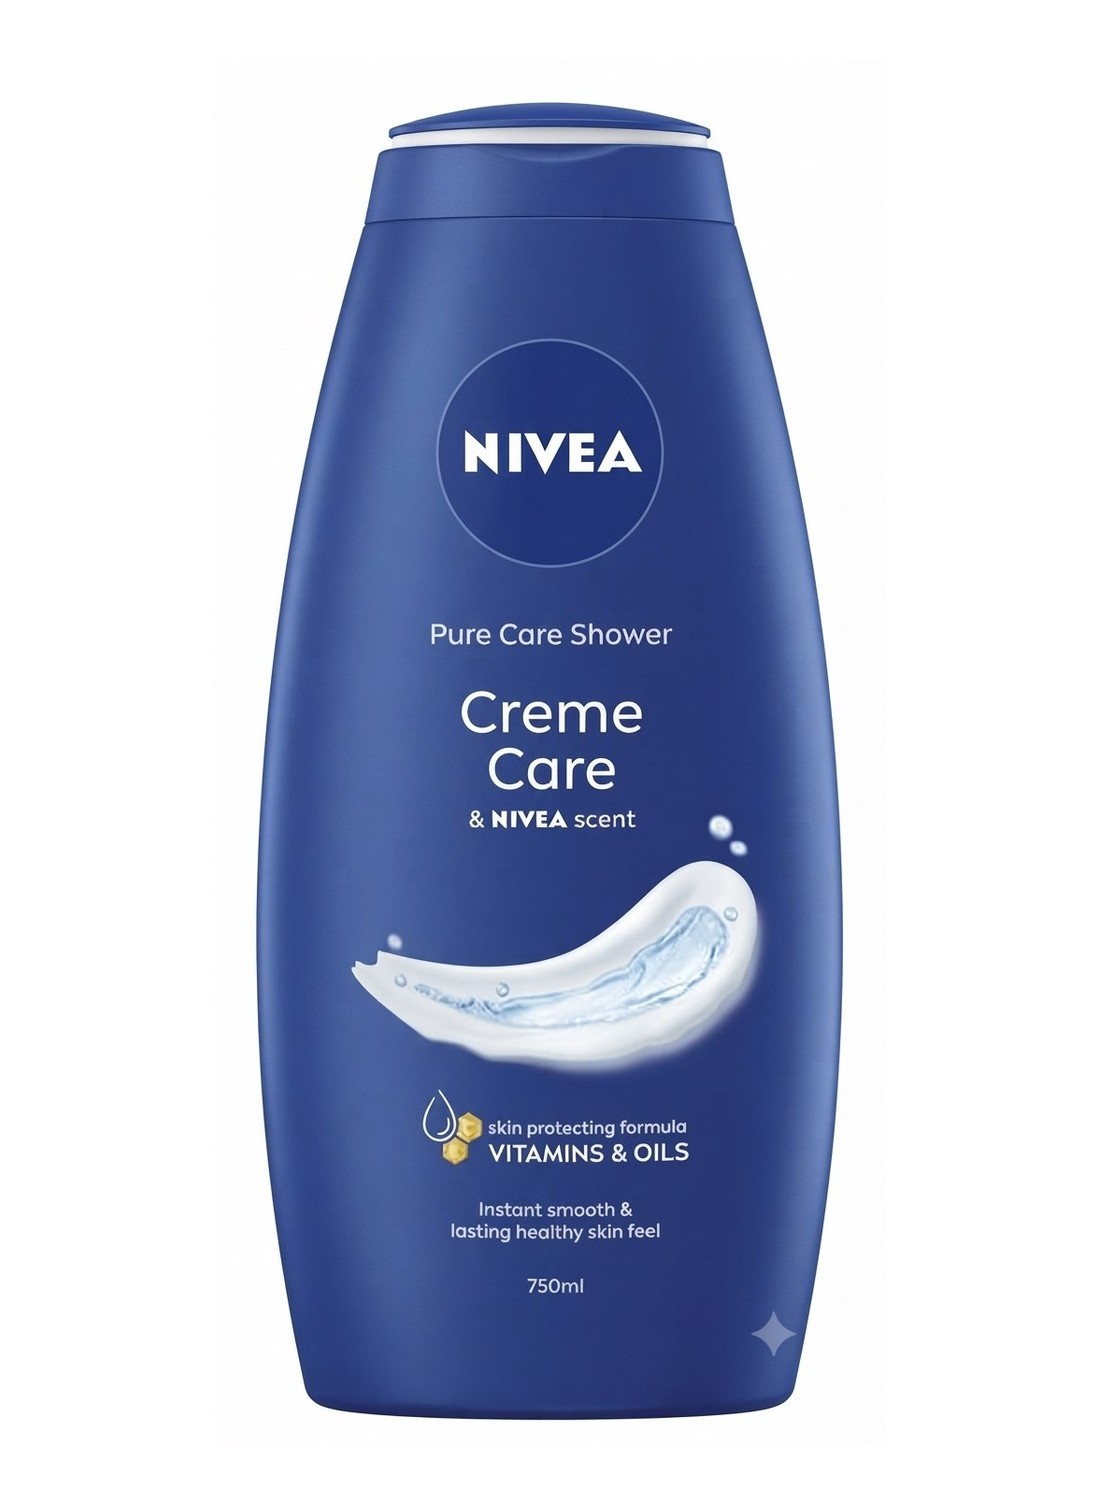 NIVEA
Pure Care Shower
Creme
Care
& NIVEA scent
skin protecting formula
VITAMINS & OILS
Instant smooth &
lasting healthy skin feel
750ml